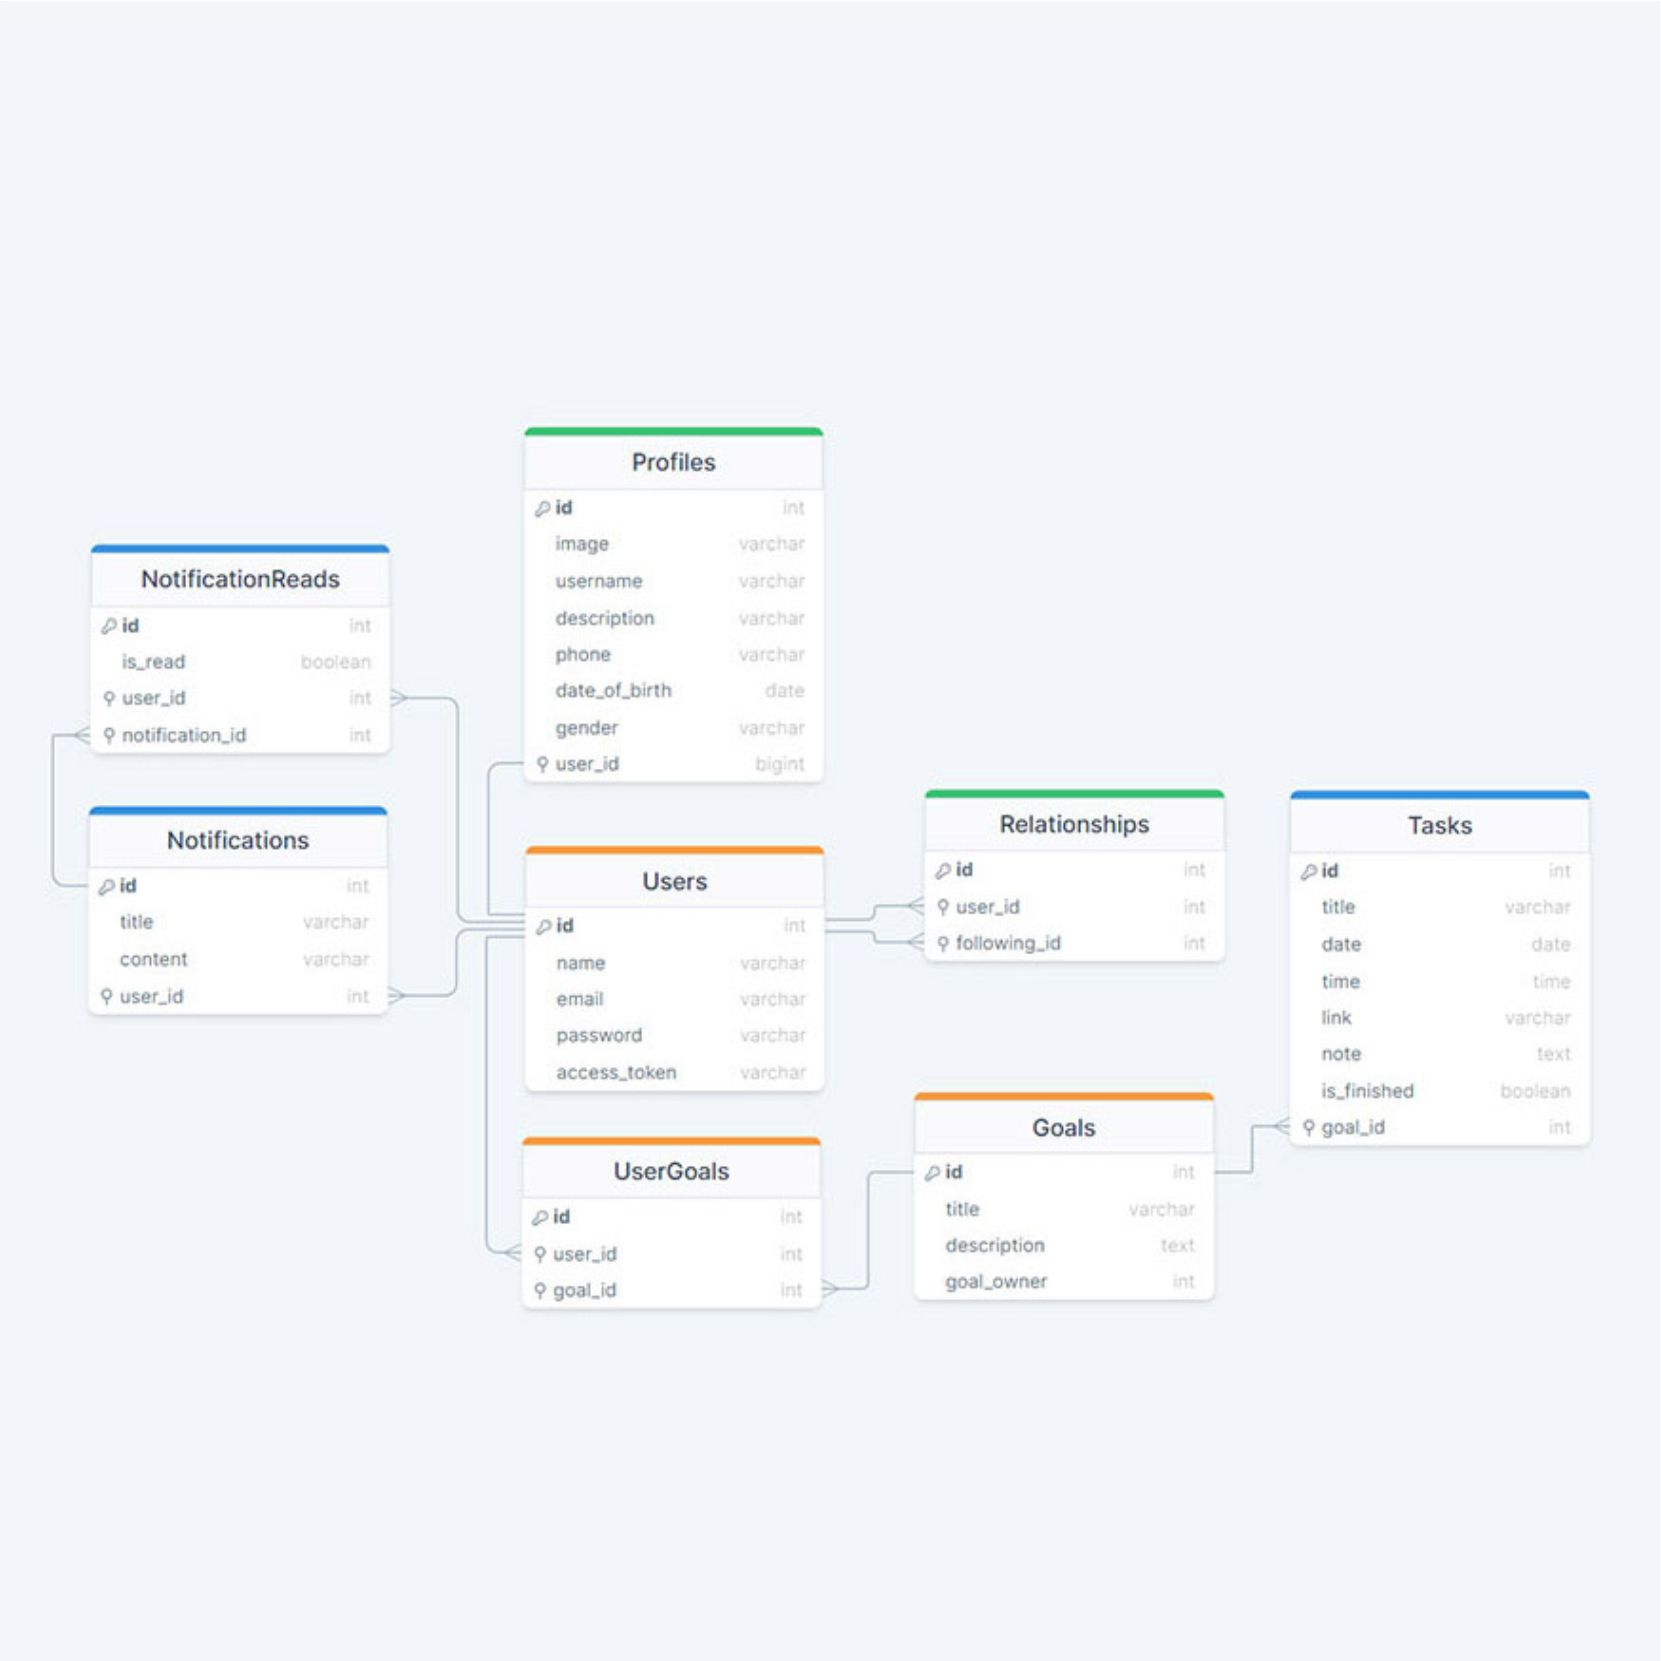 Profiles
id int
image varchar
username varchar
description varchar
phone varchar
date_of_birth date
gender varchar
user_id bigint
NotificationReads
id int
is_read boolean
user_id int
notification_id int
Notifications
id int
title varchar
content varchar
user_id int
Users
id int
name varchar
email varchar
password varchar
access_token varchar
Relationships
id int
user_id int
following_id int
Tasks
id int
title varchar
date date
time time
link varchar
note text
is_finished boolean
goal_id int
UserGoals
id int
user_id int
goal_id int
Goals
id int
title varchar
description text
goal_owner int